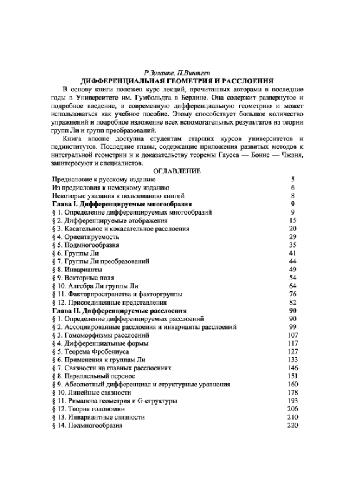 Р.Зуланке, П.Винтген
ДИФФЕРЕНЦИАЛЬНАЯ ГЕОМЕТРИЯ И РАССЛОЕНИЯ
В основу книги положен курс лекций, прочитанных авторами в последние
годы в Университете им. Гумбольдта в Берлине. Она содержит развернутое и
подробное введение, в современную дифференциальную геометрию и может
использоваться как учебное пособие. Этому способствует большое количество
упражнений и подробное изложение всех вспомогательных результатов из теории
групп Ли и групп преобразований.
Книга вполне доступна студентам старших курсов университетов и
пединститутов. Последние главы, содержащие приложения развитых методов к
интегральной геометрии и к доказательству теоремы Гаусса — Бонне — Чжэня,
заинтересуют и специалистов.
ОГЛАВЛЕНИЕ
Предисловие к русскому изданию 5
Из предисловия к немецкому изданию 6
Некоторые указания к пользованию книгой 8
Глава I. Дифференцируемые многообразия 9
§ 1. Определение дифференцируемых многообразий 9
§ 2. Дифференцируемые отображения 15
§ 3. Касательное и кокасательное расслоения 20
§ 4. Ориентируемость 29
§ 5. Подмногообразия 35
§ 6. Группы Ли 41
§ 7. Группы Ли преобразований 44
§ 8. Инварианты 49
§ 9. Векторные поля 54
§ 10. Алгебра Ли группы Ли 64
§ 11. Факторпространства и факторгруппы 76
§ 12. Присоединенные представления 82
Глава II. Дифференцируемые расслоения 90
§ 1. Определения дифференцируемых расслоений 90
§ 2. Ассоциированные расслоения и инварианты расслоений 99
§ 3. Гомоморфизмы расслоений 107
§ 4. Дифференциальные формы 117
§ 5. Теорема Фробениуса 127
§ 6. Применения к группам Ли 133
§ 7. Связности на главных расслоениях 146
§ 8. Параллельный перенос 151
§ 9. Абсолютный дифференциал и структурные уравнения 160
§ 10. Линейные связности 178
§ 11. Риманова геометрия и G-структуры 193
§ 12. Теория голономии 206
§ 13. Инвариантные связности 210
§ 14. Полмногообразия 220